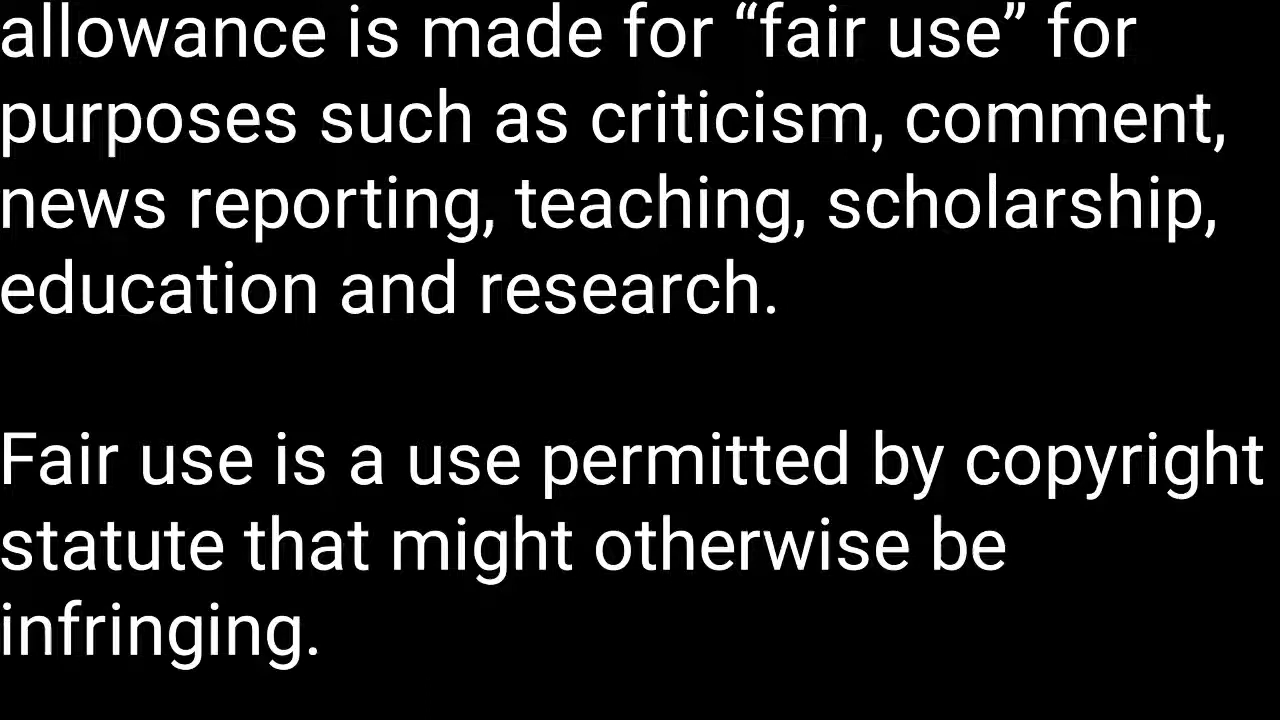 allowance is made for “fair use” for
purposes such as criticism, comment,
news reporting, teaching, scholarship,
education and research.
Fair use is a use permitted by copyright
statute that might otherwise be
infringing.